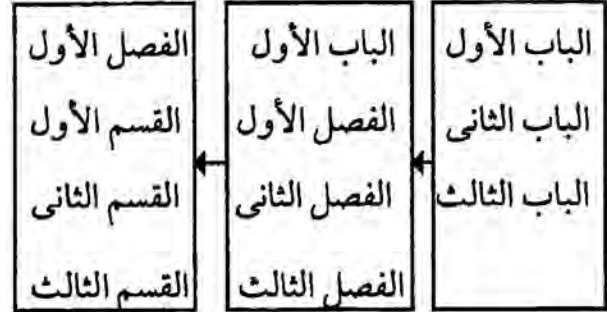 الباب الأول
الباب الثانى
الباب الثالث
الباب الأول
الفصل الأول
الفصل الثانى
الفصل الثالث
الفصل الأول
القسم الأول
القسم الثانى
القسم الثالث